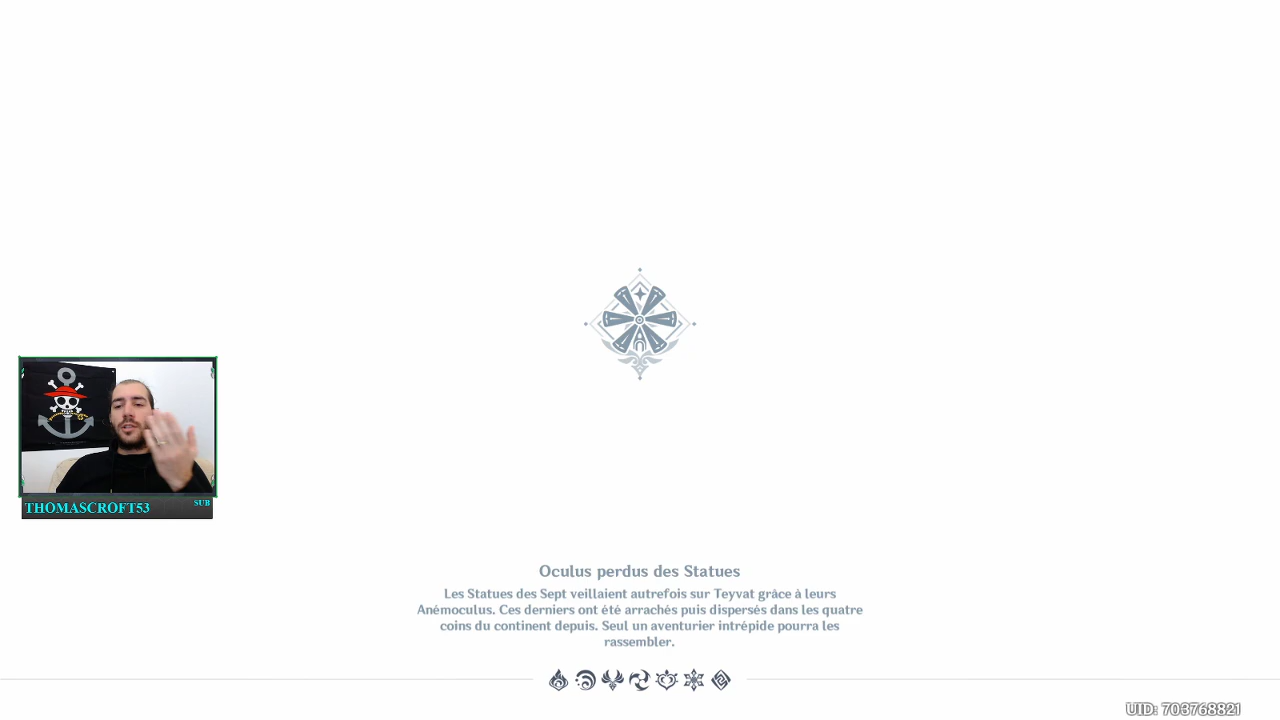 THOMASCROFT53
SUB
Oculus perdus des Statues
Les Statues des Sept veillaient autrefois sur Teyvat grâce à leurs
Anémoculus. Ces derniers ont été arrachés puis dispersés dans les quatre
coins du continent depuis. Seul un aventurier intrépide pourra les
rassembler.
UID: 703768821